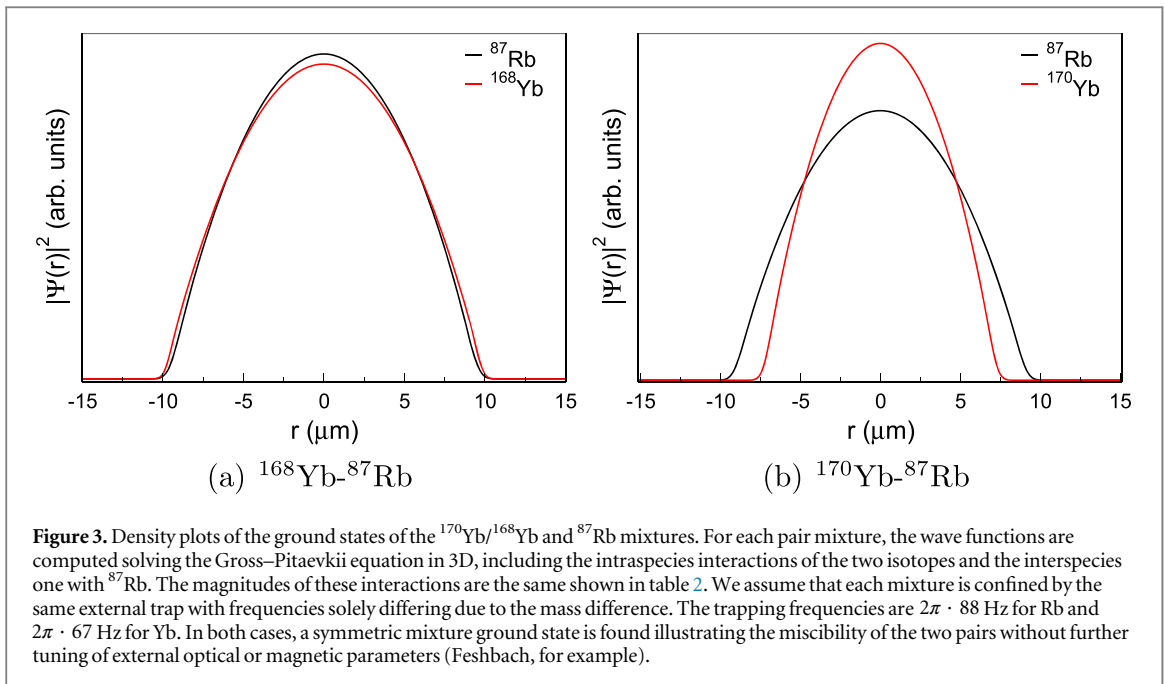 ⁸⁷Rb
¹⁶⁸Yb
|Ψ(r)|² (arb. units)
-15 -10 -5 0 5 10 15
r (μm)
(a) ¹⁶⁸Yb-⁸⁷Rb
⁸⁷Rb
¹⁷⁰Yb
|Ψ(r)|² (arb. units)
-15 -10 -5 0 5 10 15
r (μm)
(b) ¹⁷⁰Yb-⁸⁷Rb
Figure 3. Density plots of the ground states of the ¹⁷⁰Yb/¹⁶⁸Yb and ⁸⁷Rb mixtures. For each pair mixture, the wave functions are
computed solving the Gross–Pitaevkii equation in 3D, including the intraspecies interactions of the two isotopes and the interspecies
one with ⁸⁷Rb. The magnitudes of these interactions are the same shown in table 2. We assume that each mixture is confined by the
same external trap with frequencies solely differing due to the mass difference. The trapping frequencies are 2π · 88 Hz for Rb and
2π · 67 Hz for Yb. In both cases, a symmetric mixture ground state is found illustrating the miscibility of the two pairs without further
tuning of external optical or magnetic parameters (Feshbach, for example).